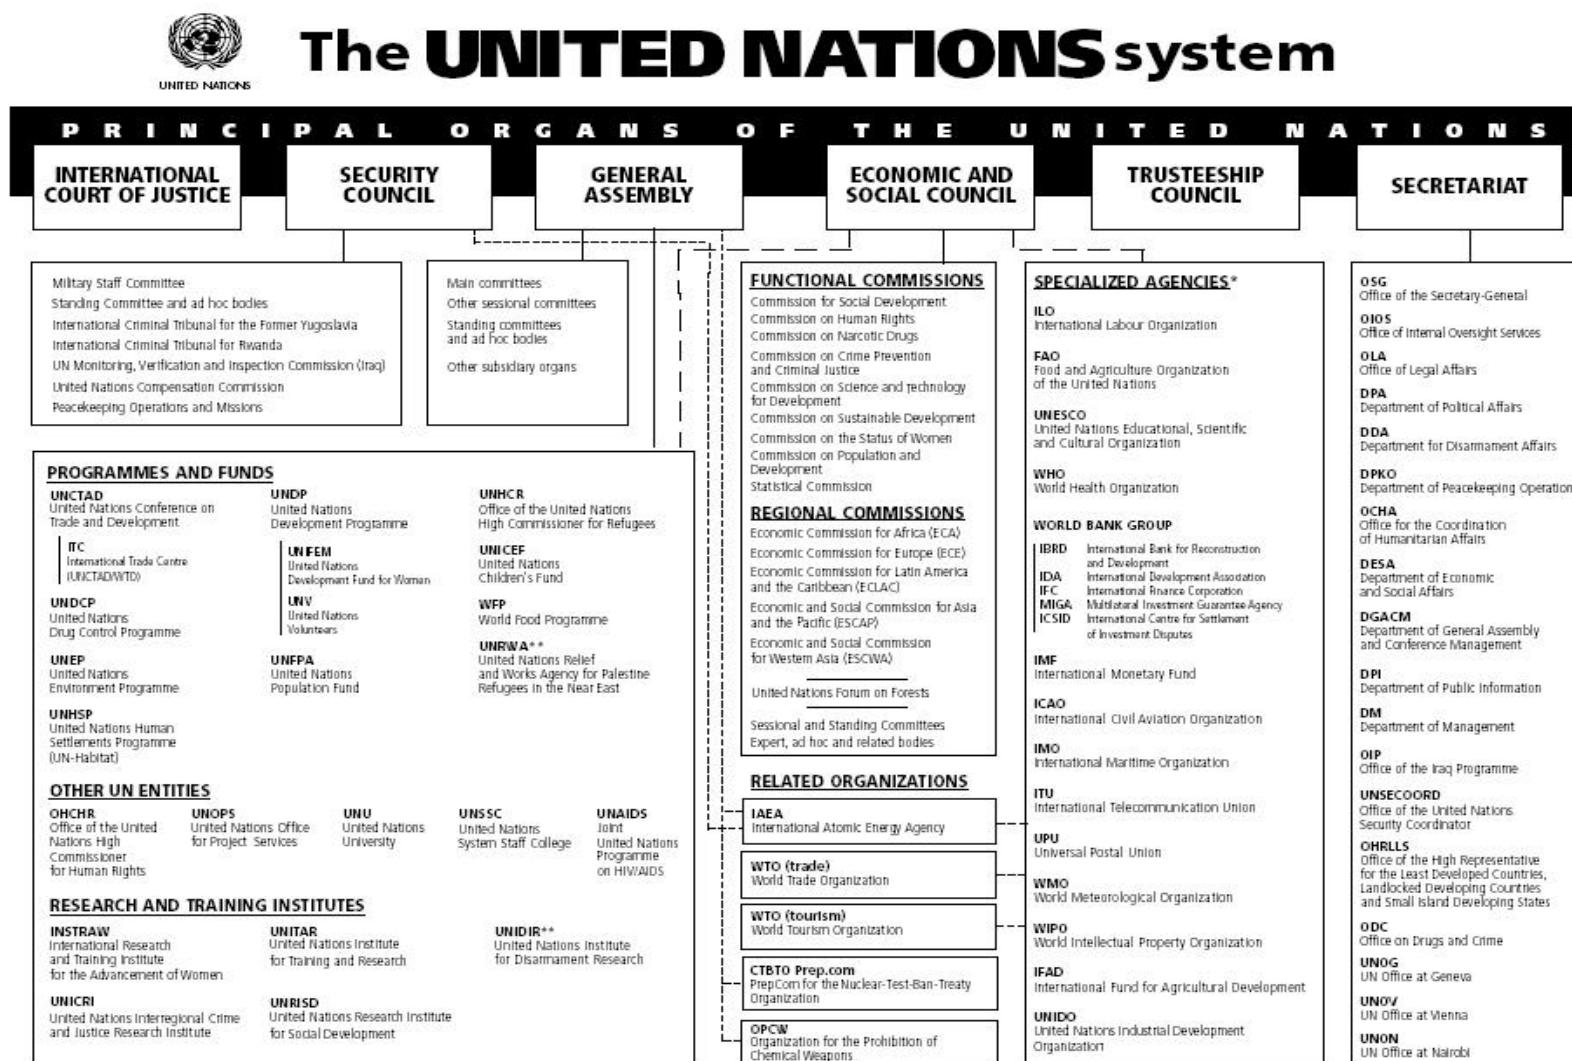 UNITED NATIONS
The UNITED NATIONS system
PRINCIPAL ORGANS OF THE UNITED NATIONS
INTERNATIONAL
COURT OF JUSTICE
SECURITY
COUNCIL
GENERAL
ASSEMBLY
ECONOMIC AND
SOCIAL COUNCIL
TRUSTEESHIP
COUNCIL
SECRETARIAT
Military Staff Committee
Standing Committee and ad hoc bodies
International Criminal Tribunal for the Former Yugoslavia
International Criminal Tribunal for Rwanda
UN Monitoring, Verification and Inspection Commission (Iraq)
United Nations Compensation Commission
Peacekeeping Operations and Missions
Main committees
Other sessional committees
Standing committees
and ad hoc bodies
Other subsidiary organs
PROGRAMMES AND FUNDS
UNCTAD
United Nations Conference on
Trade and Development
ITC
International Trade Centre
(UNCTAD/WTO)
UNDCP
United Nations
Drug Control Programme
UNEP
United Nations
Environment Programme
UNHSP
United Nations Human
Settlements Programme
(UN-Habitat)
UNDP
United Nations
Development Programme
UNIFEM
United Nations
Development Fund for Women
UNV
United Nations
Volunteers
UNFPA
United Nations
Population Fund
UNHCR
Office of the United Nations
High Commissioner for Refugees
UNICEF
United Nations
Children's Fund
WFP
World Food Programme
UNRWA**
United Nations Relief
and Works Agency for Palestine
Refugees in the Near East
OTHER UN ENTITIES
OHCHR
Office of the United
Nations High
Commissioner
for Human Rights
UNOPS
United Nations Office
for Project Services
UNU
United Nations
University
UNSSC
United Nations
System Staff College
UNAIDS
Joint
United Nations
Programme
on HIV/AIDS
RESEARCH AND TRAINING INSTITUTES
INSTRAW
International Research
and Training Institute
for the Advancement of Women
UNICRI
United Nations Interregional Crime
and Justice Research Institute
UNITAR
United Nations Institute
for Training and Research
UNRISD
United Nations Research Institute
for Social Development
UNIDIR**
United Nations Institute
for Disarmament Research
FUNCTIONAL COMMISSIONS
Commission for Social Development
Commission on Human Rights
Commission on Narcotic Drugs
Commission on Crime Prevention
and Criminal Justice
Commission on Science and Technology
for Development
Commission on Sustainable Development
Commission on the Status of Women
Commission on Population and
Development
Statistical Commission
REGIONAL COMMISSIONS
Economic Commission for Africa (ECA)
Economic Commission for Europe (ECE)
Economic Commission for Latin America
and the Caribbean (ECLAC)
Economic and Social Commission for Asia
and the Pacific (ESCAP)
Economic and Social Commission
for Western Asia (ESCWA)
United Nations Forum on Forests
Sessional and Standing Committees
Expert, ad hoc and related bodies
RELATED ORGANIZATIONS
IAEA
International Atomic Energy Agency
WTO (trade)
World Trade Organization
WTO (tourism)
World Tourism Organization
CTBTO Prep.com
PrepCom for the Nuclear-Test-Ban-Treaty
Organization
OPCW
Organization for the Prohibition of
Chemical Weapons
SPECIALIZED AGENCIES*
ILO
International Labour Organization
FAO
Food and Agriculture Organization
of the United Nations
UNESCO
United Nations Educational, Scientific
and Cultural Organization
WHO
World Health Organization
WORLD BANK GROUP
IBRD International Bank for Reconstruction
and Development
IDA International Development Association
IFC International Finance Corporation
MIGA Multilateral Investment Guarantee Agency
ICSID International Centre for Settlement
of Investment Disputes
IMF
International Monetary Fund
ICAO
International Civil Aviation Organization
IMO
International Maritime Organization
ITU
International Telecommunication Union
UPU
Universal Postal Union
WMO
World Meteorological Organization
WIPO
World Intellectual Property Organization
IFAD
International Fund for Agricultural Development
UNIDO
United Nations Industrial Development
Organization
OSG
Office of the Secretary-General
OIOS
Office of Internal Oversight Services
OLA
Office of Legal Affairs
DPA
Department of Political Affairs
DDA
Department for Disarmament Affairs
DPKO
Department of Peacekeeping Operation
OCHA
Office for the Coordination
of Humanitarian Affairs
DESA
Department of Economic
and Social Affairs
DGACM
Department of General Assembly
and Conference Management
DPI
Department of Public Information
DM
Department of Management
OIP
Office of the Iraq Programme
UNSECOORD
Office of the United Nations
Security Coordinator
OHRLLS
Office of the High Representative
for the Least Developed Countries,
Landlocked Developing Countries
and Small Island Developing States
ODC
Office on Drugs and Crime
UNOG
UN Office at Geneva
UNOV
UN Office at Vienna
UNON
UN Office at Nairobi